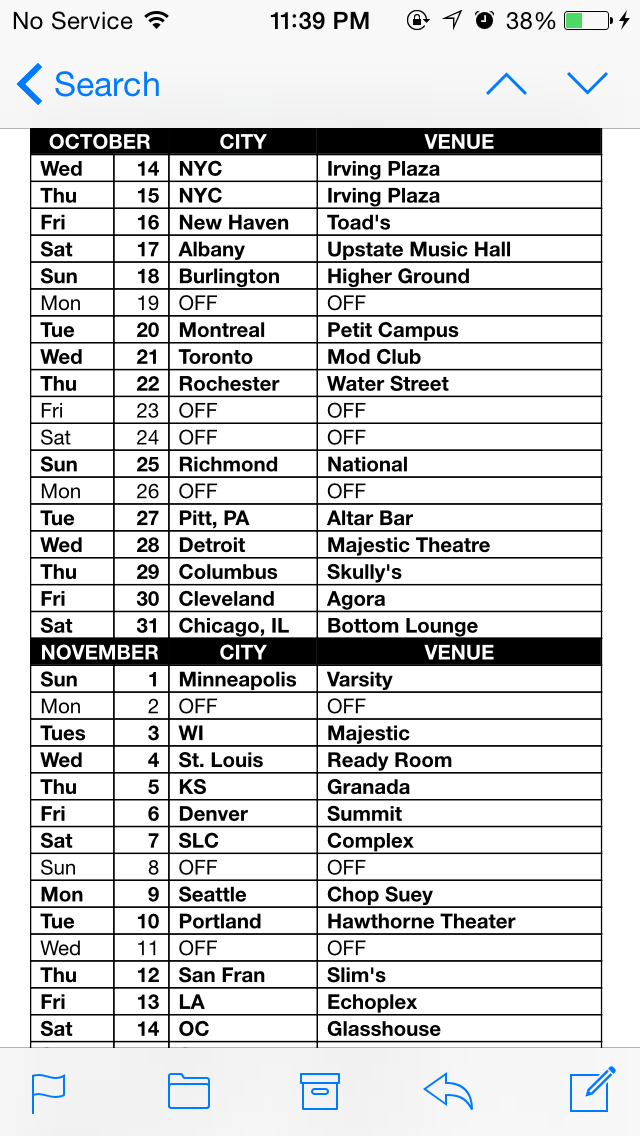 No Service 11:39 PM 38%
Search
OCTOBER CITY VENUE
Wed 14 NYC Irving Plaza
Thu 15 NYC Irving Plaza
Fri 16 New Haven Toad's
Sat 17 Albany Upstate Music Hall
Sun 18 Burlington Higher Ground
Mon 19 OFF OFF
Tue 20 Montreal Petit Campus
Wed 21 Toronto Mod Club
Thu 22 Rochester Water Street
Fri 23 OFF OFF
Sat 24 OFF OFF
Sun 25 Richmond National
Mon 26 OFF OFF
Tue 27 Pitt, PA Altar Bar
Wed 28 Detroit Majestic Theatre
Thu 29 Columbus Skully's
Fri 30 Cleveland Agora
Sat 31 Chicago, IL Bottom Lounge
NOVEMBER CITY VENUE
Sun 1 Minneapolis Varsity
Mon 2 OFF OFF
Tues 3 WI Majestic
Wed 4 St. Louis Ready Room
Thu 5 KS Granada
Fri 6 Denver Summit
Sat 7 SLC Complex
Sun 8 OFF OFF
Mon 9 Seattle Chop Suey
Tue 10 Portland Hawthorne Theater
Wed 11 OFF OFF
Thu 12 San Fran Slim's
Fri 13 LA Echoplex
Sat 14 OC Glasshouse